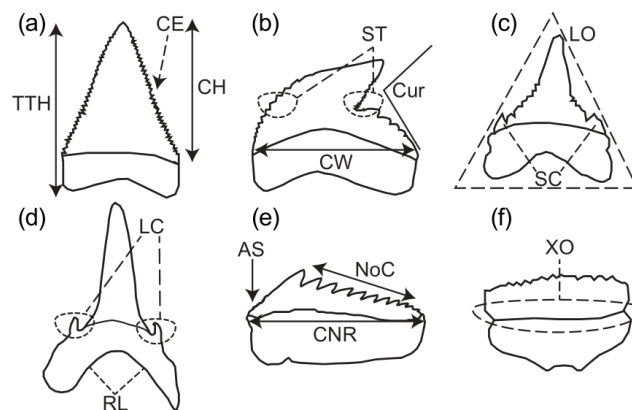 (a)
CE
TTH
CH
(b)
ST
Cur
CW
(c)
LO
SC
(d)
LC
RL
(e)
AS
NoC
CNR
(f)
XO